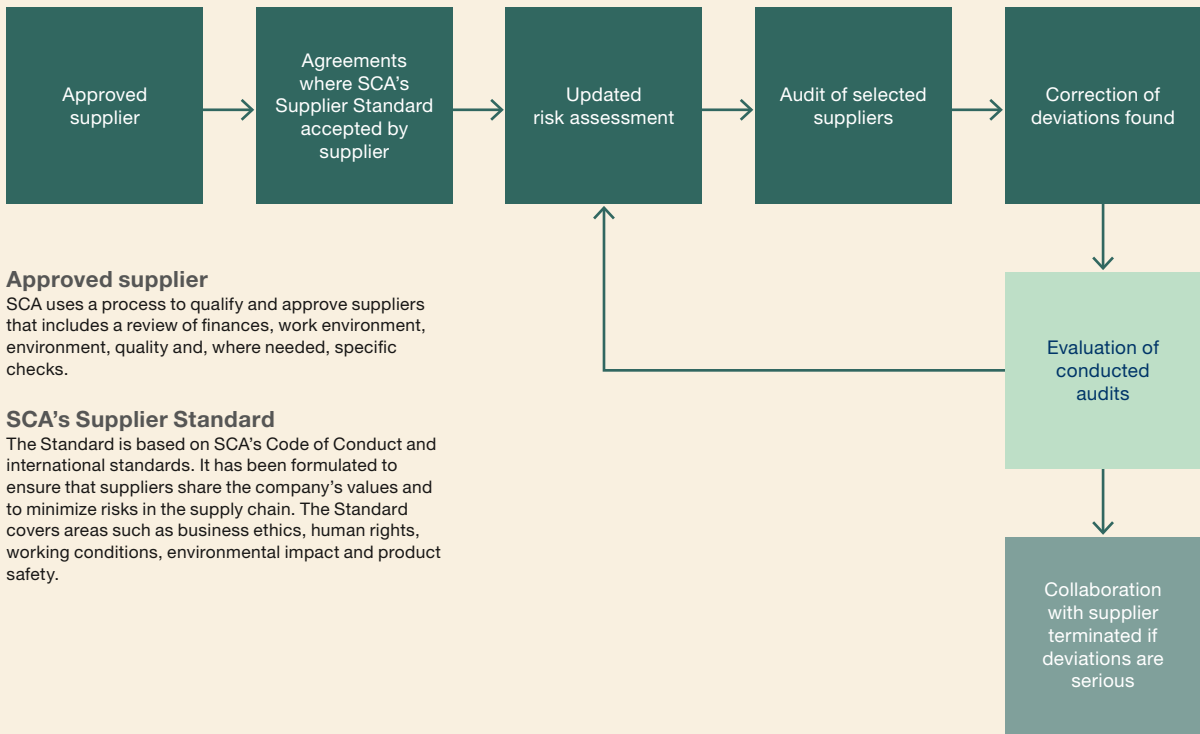 Approved
supplier
Agreements
where SCA's
Supplier Standard
accepted by
supplier
Updated
risk assessment
Audit of selected
suppliers
Correction of
deviations found
Approved supplier
SCA uses a process to qualify and approve suppliers
that includes a review of finances, work environment,
environment, quality and, where needed, specific
checks.
SCA's Supplier Standard
The Standard is based on SCA's Code of Conduct and
international standards. It has been formulated to
ensure that suppliers share the company's values and
to minimize risks in the supply chain. The Standard
covers areas such as business ethics, human rights,
working conditions, environmental impact and product
safety.
Evaluation of
conducted
audits
Collaboration
with supplier
terminated if
deviations are
serious